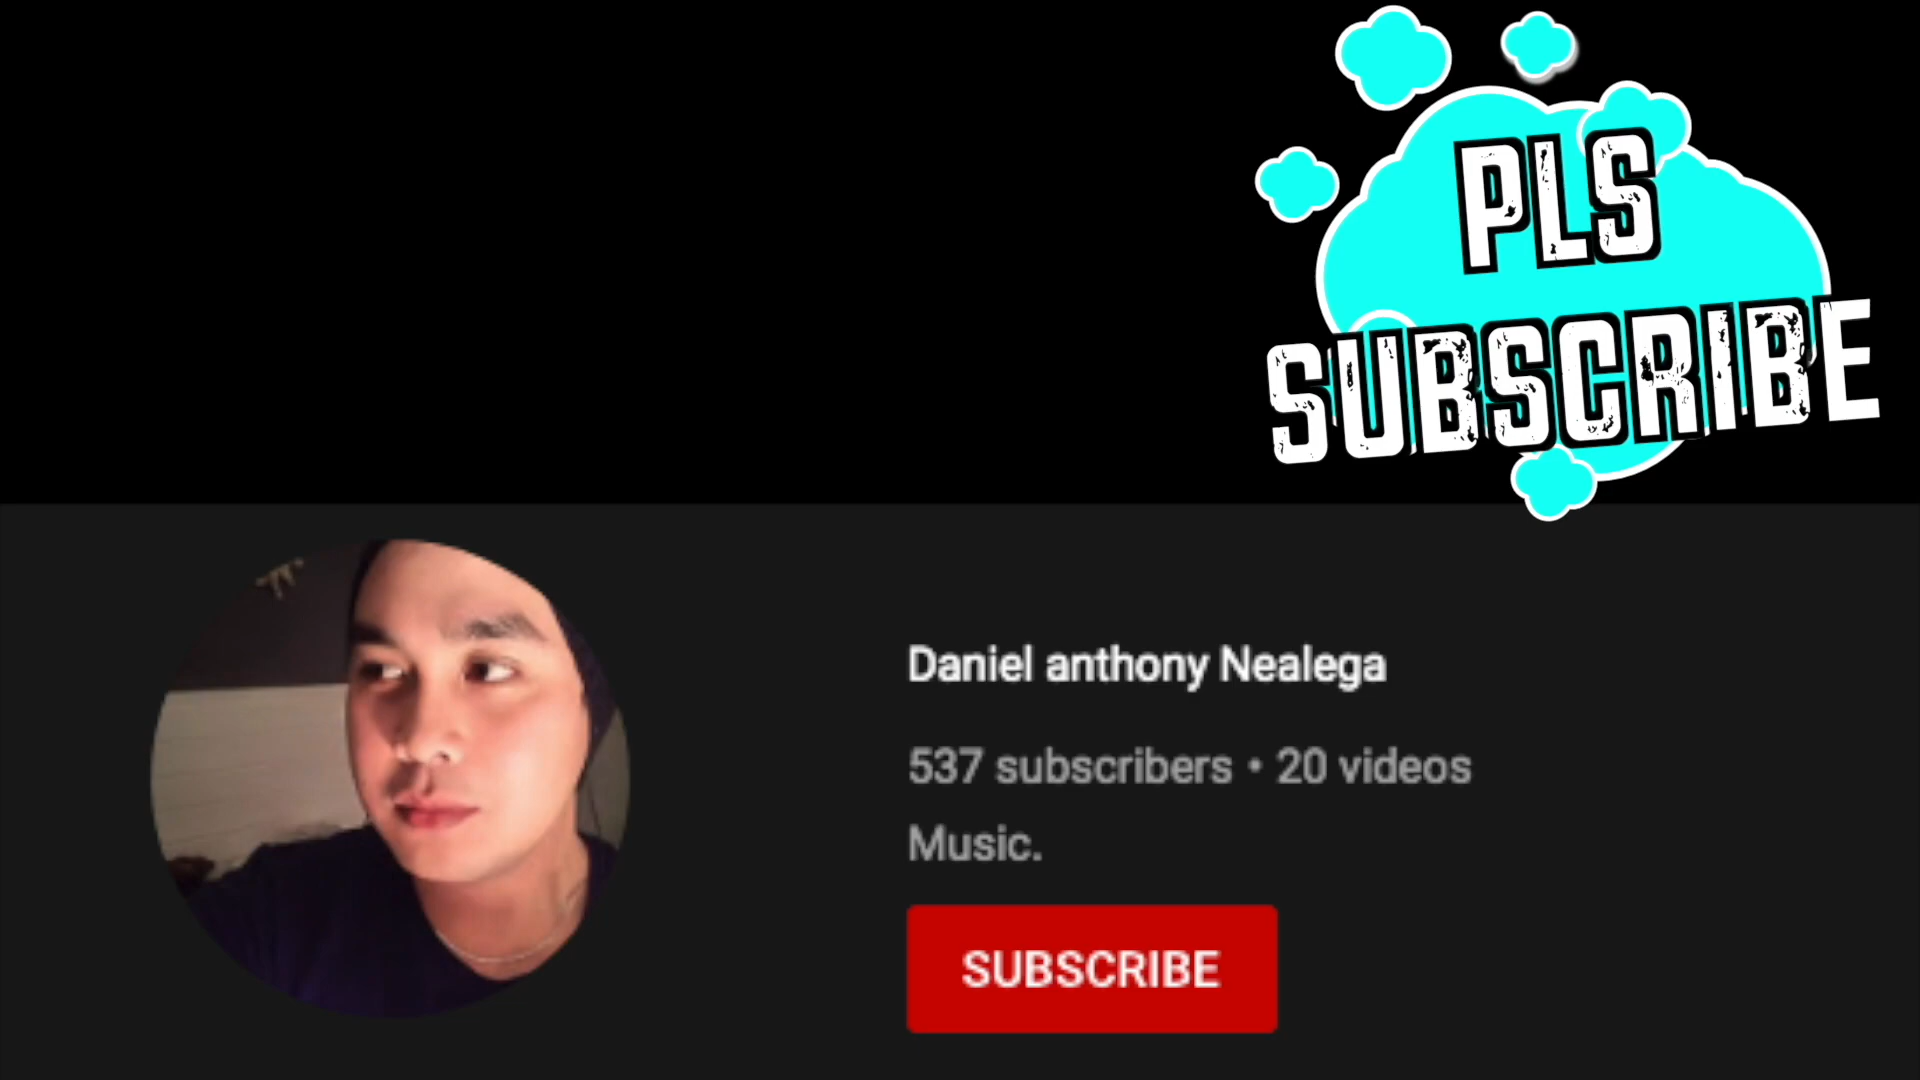 PLS
SUBSCRIBE
Daniel anthony Nealega
537 subscribers • 20 videos
Music.
SUBSCRIBE